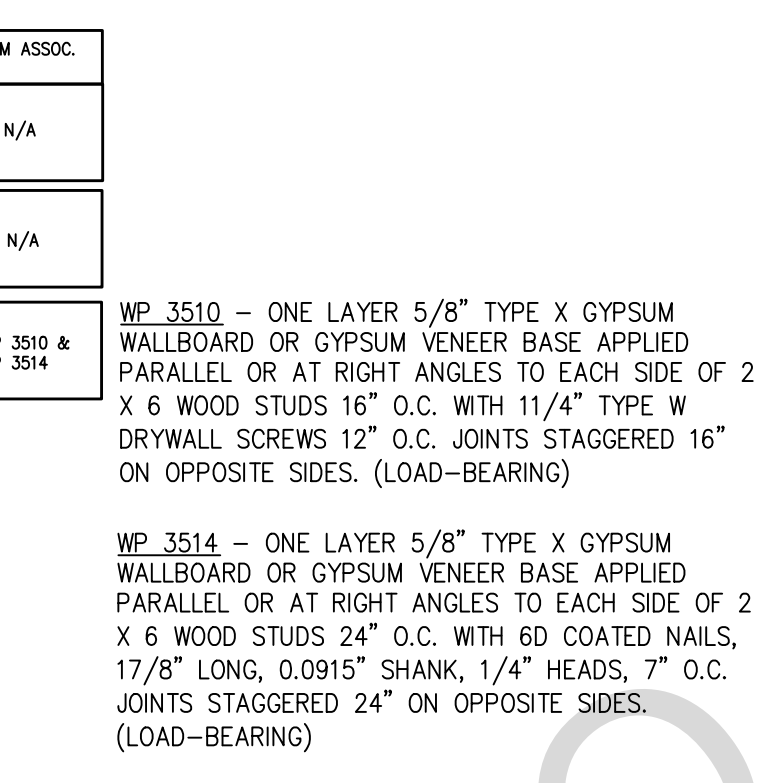 M ASSOC.
N/A
N/A
3510 &
3514
WP 3510 – ONE LAYER 5/8” TYPE X GYPSUM
WALLBOARD OR GYPSUM VENEER BASE APPLIED
PARALLEL OR AT RIGHT ANGLES TO EACH SIDE OF 2
X 6 WOOD STUDS 16” O.C. WITH 11/4” TYPE W
DRYWALL SCREWS 12” O.C. JOINTS STAGGERED 16”
ON OPPOSITE SIDES. (LOAD–BEARING)
WP 3514 – ONE LAYER 5/8” TYPE X GYPSUM
WALLBOARD OR GYPSUM VENEER BASE APPLIED
PARALLEL OR AT RIGHT ANGLES TO EACH SIDE OF 2
X 6 WOOD STUDS 24” O.C. WITH 6D COATED NAILS,
17/8” LONG, 0.0915” SHANK, 1/4” HEADS, 7” O.C.
JOINTS STAGGERED 24” ON OPPOSITE SIDES.
(LOAD–BEARING)